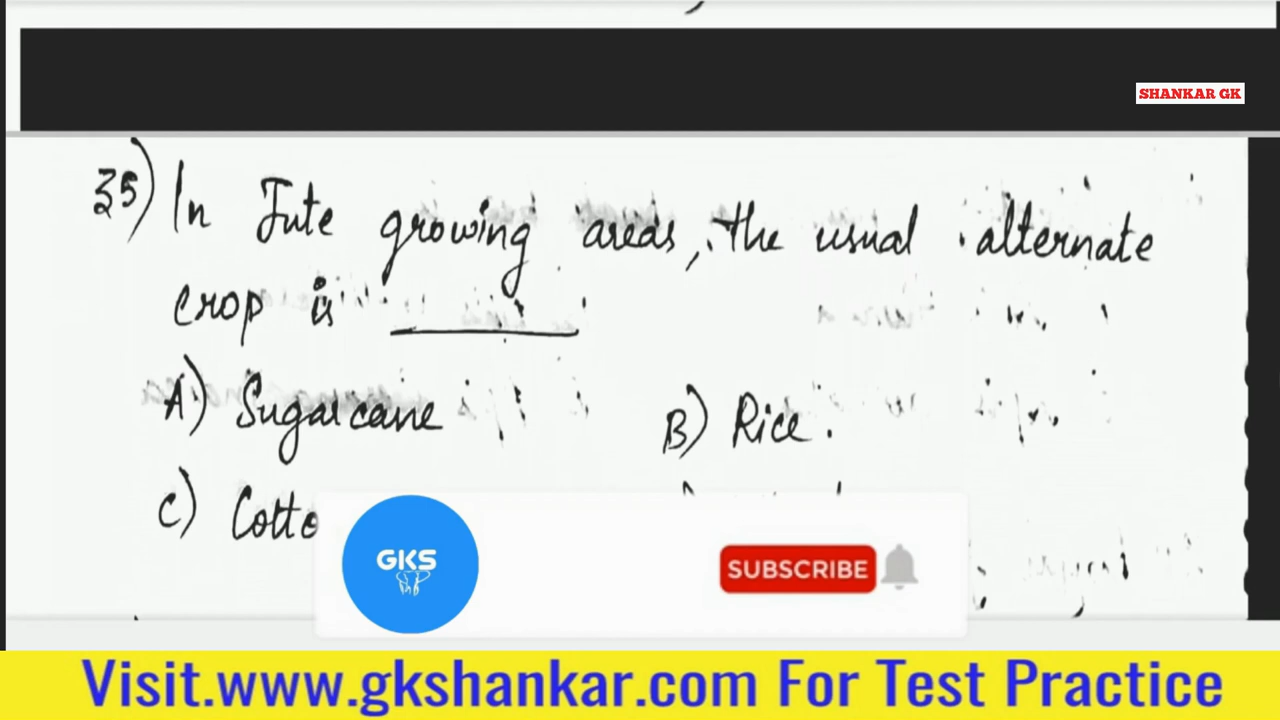 SHANKAR GK
35) In Jute growing areas, the usual alternate
crop is
A) Sugarcane
B) Rice.
C) Cotto
GKS
SUBSCRIBE
Visit.www.gkshankar.com For Test Practice